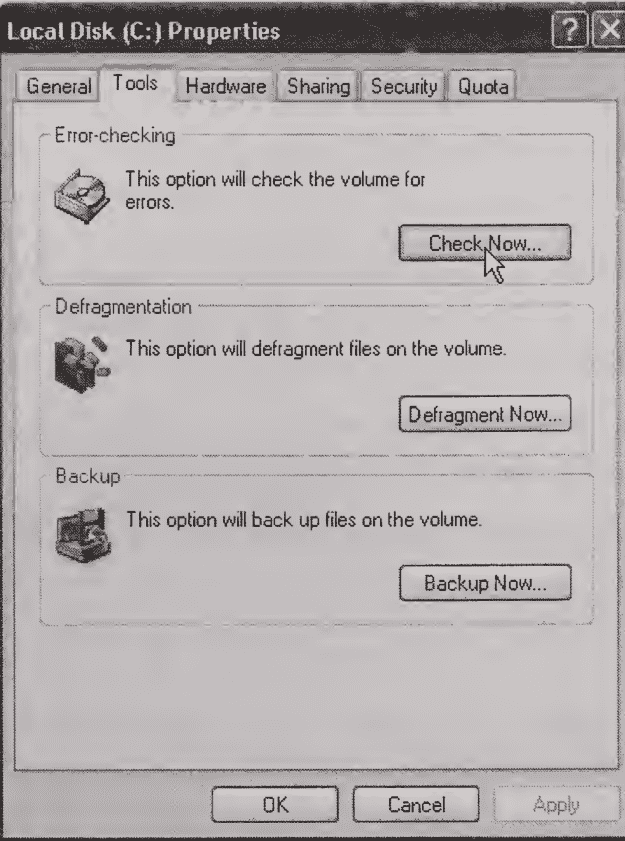 Local Disk (C:) Properties
General Tools Hardware Sharing Security Quota
Error-checking
This option will check the volume for
errors.
Check Now...
Defragmentation
This option will defragment files on the volume.
Defragment Now...
Backup
This option will back up files on the volume.
Backup Now...
OK Cancel Apply